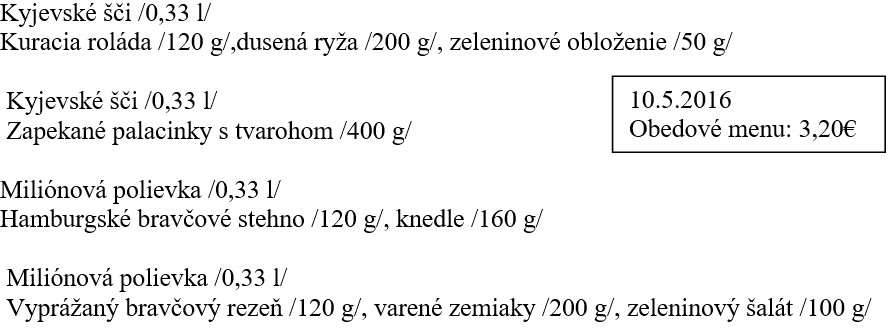 Kyjevské šči /0,33 l/
Kuracia roláda /120 g/,dusená ryža /200 g/, zeleninové obloženie /50 g/
Kyjevské šči /0,33 l/
Zapekané palacinky s tvarohom /400 g/
10.5.2016
Obedové menu: 3,20€
Miliónová polievka /0,33 l/
Hamburgské bravčové stehno /120 g/, knedle /160 g/
Miliónová polievka /0,33 l/
Vyprážaný bravčový rezeň /120 g/, varené zemiaky /200 g/, zeleninový šalát /100 g/